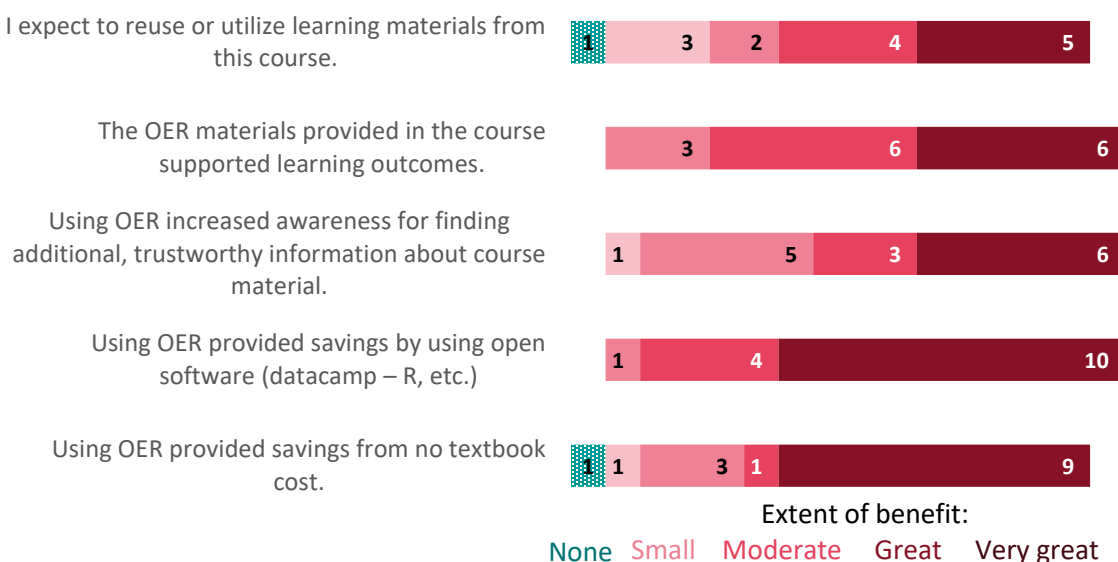 I expect to reuse or utilize learning materials from
this course.
1 3 2 4 5
The OER materials provided in the course
supported learning outcomes.
3 6 6
Using OER increased awareness for finding
additional, trustworthy information about course
material.
1 5 3 6
Using OER provided savings by using open
software (datacamp – R, etc.)
1 4 10
Using OER provided savings from no textbook
cost.
1 1 3 1 9
Extent of benefit:
None Small Moderate Great Very great